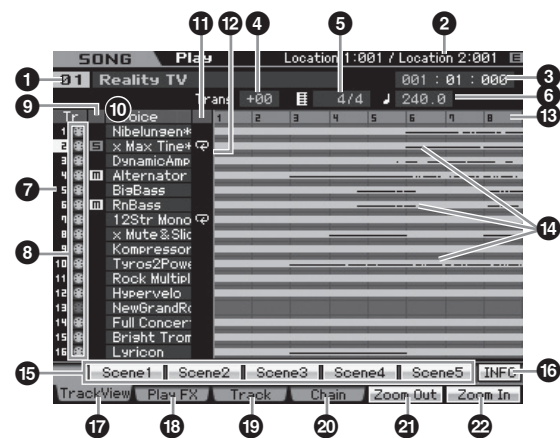 11 12 4 5 2
SONG Play Location 1:001 / Location 2:001 E
1 01 Reality TV 001 : 01 : 000 3
Trans +00 4/4 240.0 6
9 Tr 10 Voice 1 2 3 4 5 6 7 8 13
1 Nibelungen*
2 S x Max Tine*
3 DynamicAmp
4 m Alternator
7 5 BigBass
6 m RnBass 14
7 12Str Mono
8 x Mute&Slid
8 9 Kompressor
10 Tyros2Powe
11 Rock Multipl
12 Hypervelo
13 NewGrandRo
14 Full Concer
15 Bright Trom
16 Lyricon
15 Scene1 Scene2 Scene3 Scene4 Scene5 INFO 16
TrackView Play FX Track Chain Zoom Out Zoom In
17 18 19 20 21 22